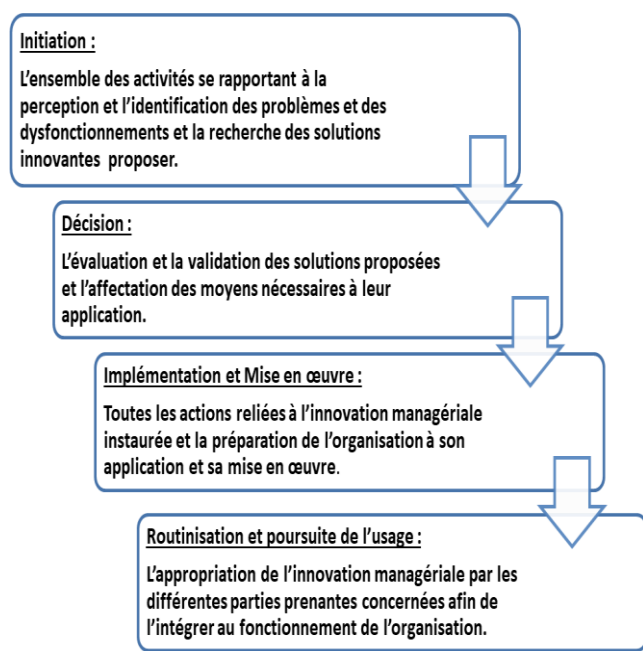 Initiation :
L'ensemble des activités se rapportant à la
perception et l'identification des problèmes et des
dysfonctionnements et la recherche des solutions
innovantes  proposer.
Décision :
L'évaluation et la validation des solutions proposées
et l'affectation des moyens nécessaires à leur
application.
Implémentation et Mise en œuvre :
Toutes les actions reliées à l'innovation managériale
instaurée et la préparation de l'organisation à son
application et sa mise en œuvre.
Routinisation et poursuite de l'usage :
L'appropriation de l'innovation managériale par les
différentes parties prenantes concernées afin de
l'intégrer au fonctionnement de l'organisation.